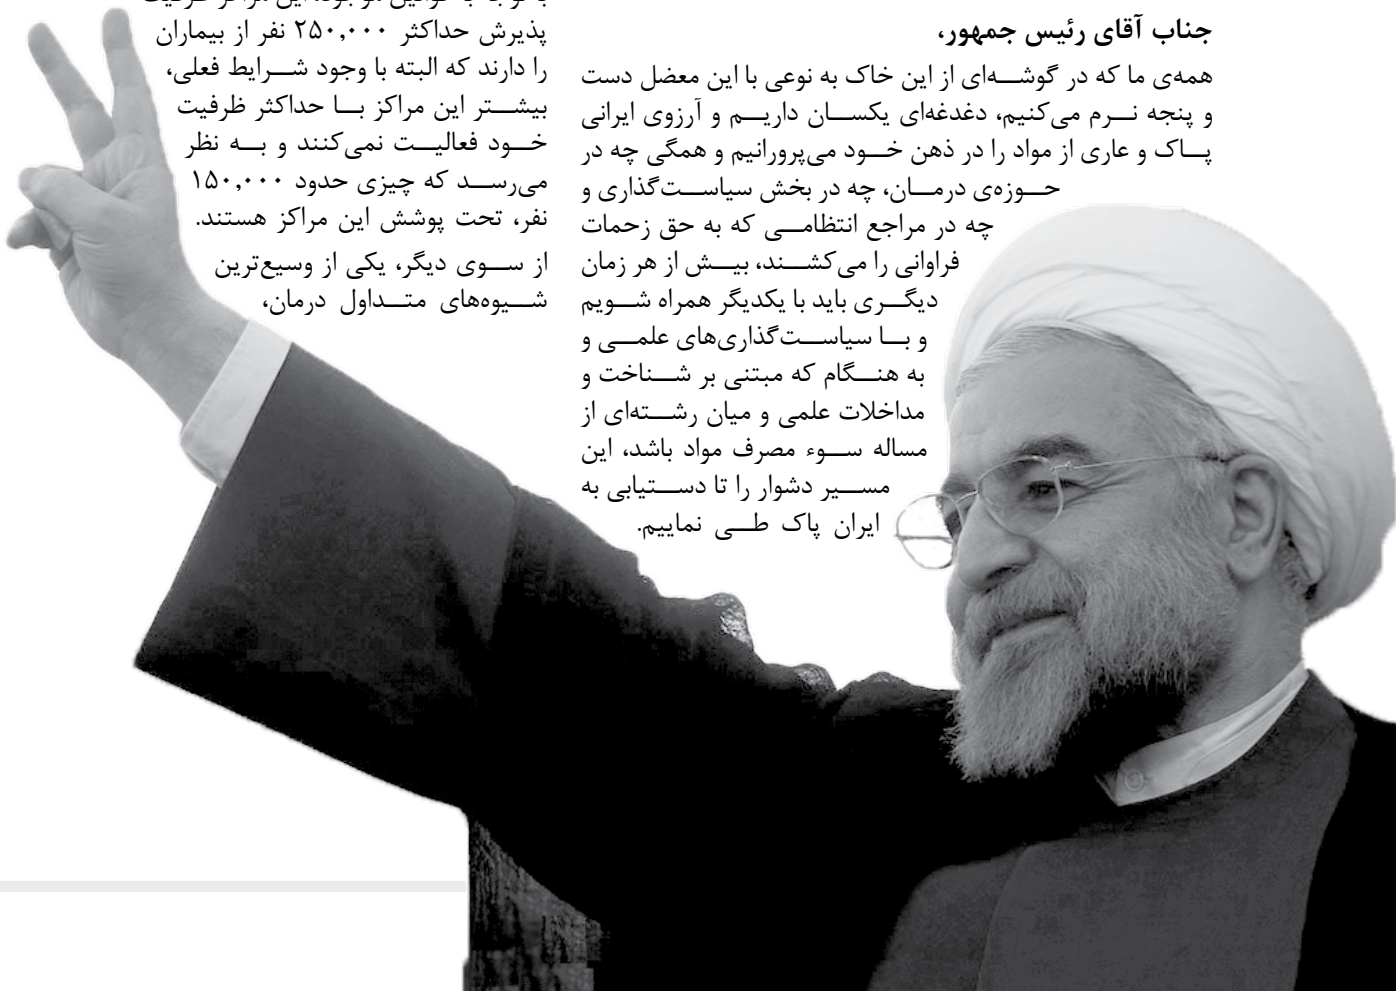 جناب آقای رئیس جمهور،
همه‌ی ما که در گوشه‌ای از این خاک به نوعی با این معضل دست
و پنجه نرم می‌کنیم، دغدغه‌ای یکسان داریم و آرزوی ایرانی
پاک و عاری از مواد را در ذهن خود می‌پرورانیم و همگی چه در
حوزه‌ی درمان، چه در بخش سیاست‌گذاری و
چه در مراجع انتظامی که به حق زحمات
فراوانی را می‌کشند، بیش از هر زمان
دیگری باید با یکدیگر همراه شویم
و با سیاست‌گذاری‌های علمی و
به هنگام که مبتنی بر شناخت و
مداخلات علمی و میان رشته‌ای از
مساله سوء مصرف مواد باشد، این
مسیر دشوار را تا دستیابی به
ایران پاک طی نماییم.
پذیرش حداکثر ۲۵۰,۰۰۰ نفر از بیماران
را دارند که البته با وجود شرایط فعلی،
بیشتر این مراکز با حداکثر ظرفیت
خود فعالیت نمی‌کنند و به نظر
می‌رسد که چیزی حدود ۱۵۰,۰۰۰
نفر، تحت پوشش این مراکز هستند.
از سوی دیگر، یکی از وسیع‌ترین
شیوه‌های متداول درمان،